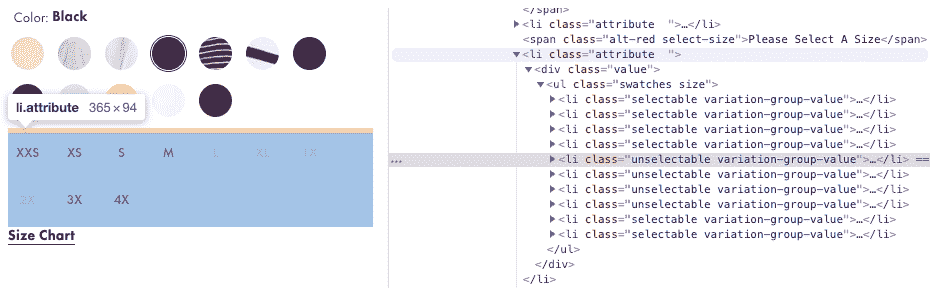 Color: Black
li.attribute 365 × 94
XXS XS S M L XL 1X
2X 3X 4X
Size Chart
</span>
▶<li class="attribute  ">…</li>
<span class="alt-red select-size">Please Select A Size</span>
▼<li class="attribute  ">
▼<div class="value">
▼<ul class="swatches size">
▶<li class="selectable variation-group-value">…</li>
▶<li class="selectable variation-group-value">…</li>
▶<li class="selectable variation-group-value">…</li>
▶<li class="selectable variation-group-value">…</li>
… ▶<li class="unselectable variation-group-value">…</li> ==
▶<li class="unselectable variation-group-value">…</li>
▶<li class="unselectable variation-group-value">…</li>
▶<li class="unselectable variation-group-value">…</li>
▶<li class="selectable variation-group-value">…</li>
▶<li class="selectable variation-group-value">…</li>
</ul>
</div>
</li>